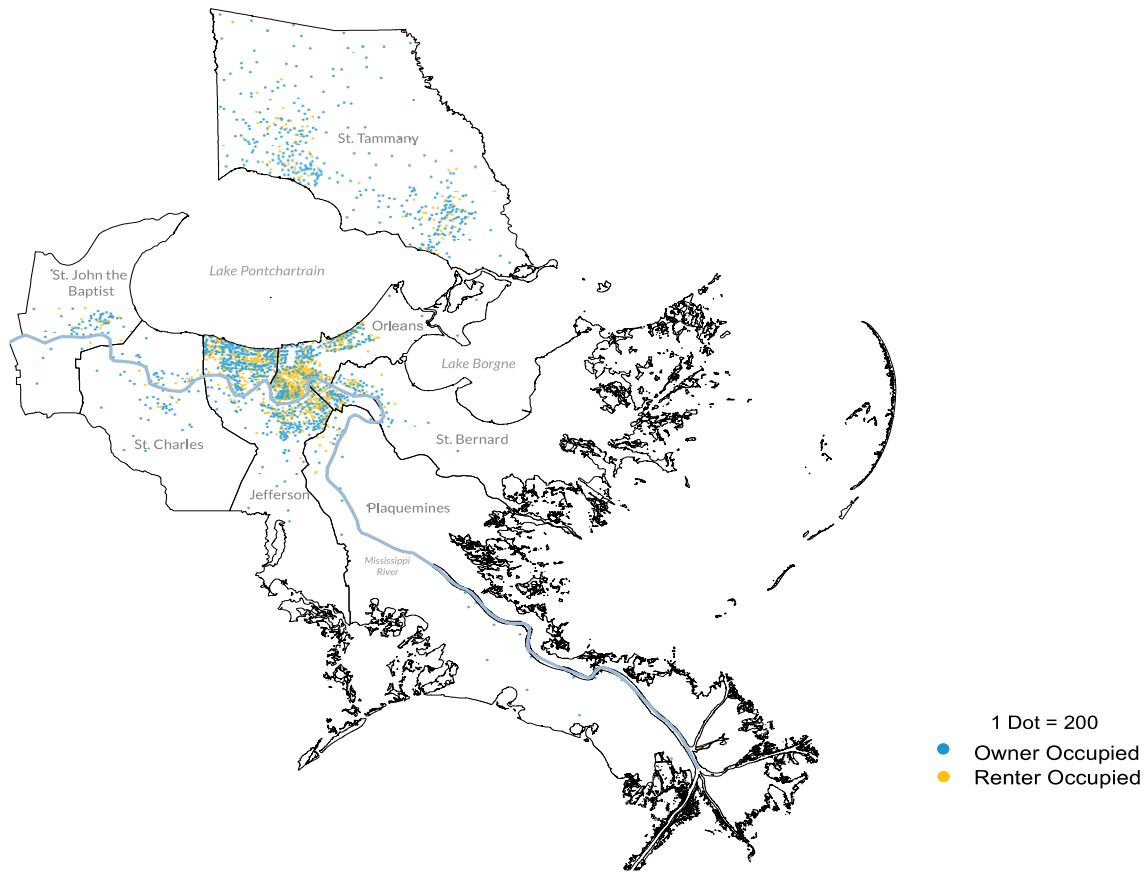 St. Tammany
Lake Pontchartrain
St. John the
Baptist
Orleans
Lake Borgne
St. Charles
St. Bernard
Jefferson
Plaquemines
Mississippi
River
1 Dot = 200
Owner Occupied
Renter Occupied